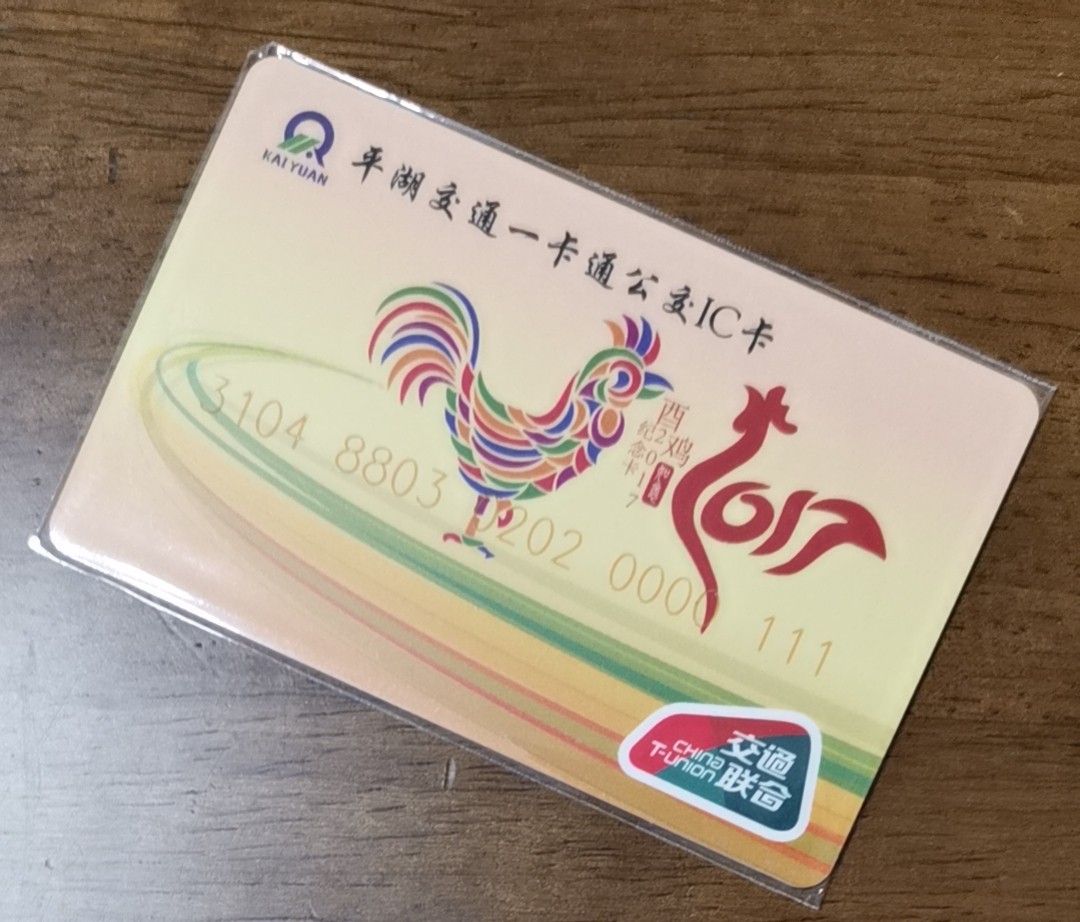 KAI YUAN
平湖交通一卡通公交IC卡
酉鸡
2017
纪念卡
2017
3104 8803 0202 0000 111
CHINA
T-UNION
交通
联合